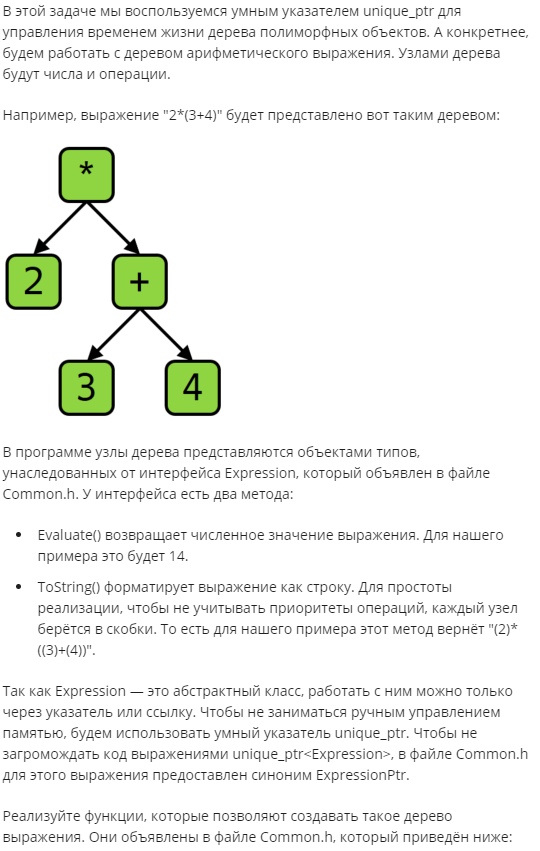 В этой задаче мы воспользуемся умным указателем unique_ptr для
управления временем жизни дерева полиморфных объектов. А конкретнее,
будем работать с деревом арифметического выражения. Узлами дерева
будут числа и операции.
Например, выражение "2*(3+4)" будет представлено вот таким деревом:
*
2
+
3
4
В программе узлы дерева представляются объектами типов,
унаследованных от интерфейса Expression, который объявлен в файле
Common.h. У интерфейса есть два метода:
• Evaluate() возвращает численное значение выражения. Для нашего
примера это будет 14.
• ToString() форматирует выражение как строку. Для простоты
реализации, чтобы не учитывать приоритеты операций, каждый узел
берётся в скобки. То есть для нашего примера этот метод вернёт "(2)*
((3)+(4))".
Так как Expression — это абстрактный класс, работать с ним можно только
через указатель или ссылку. Чтобы не заниматься ручным управлением
памятью, будем использовать умный указатель unique_ptr. Чтобы не
загромождать код выражениями unique_ptr<Expression>, в файле Common.h
для этого выражения предоставлен синоним ExpressionPtr.
Реализуйте функции, которые позволяют создавать такое дерево
выражения. Они объявлены в файле Common.h, который приведён ниже: